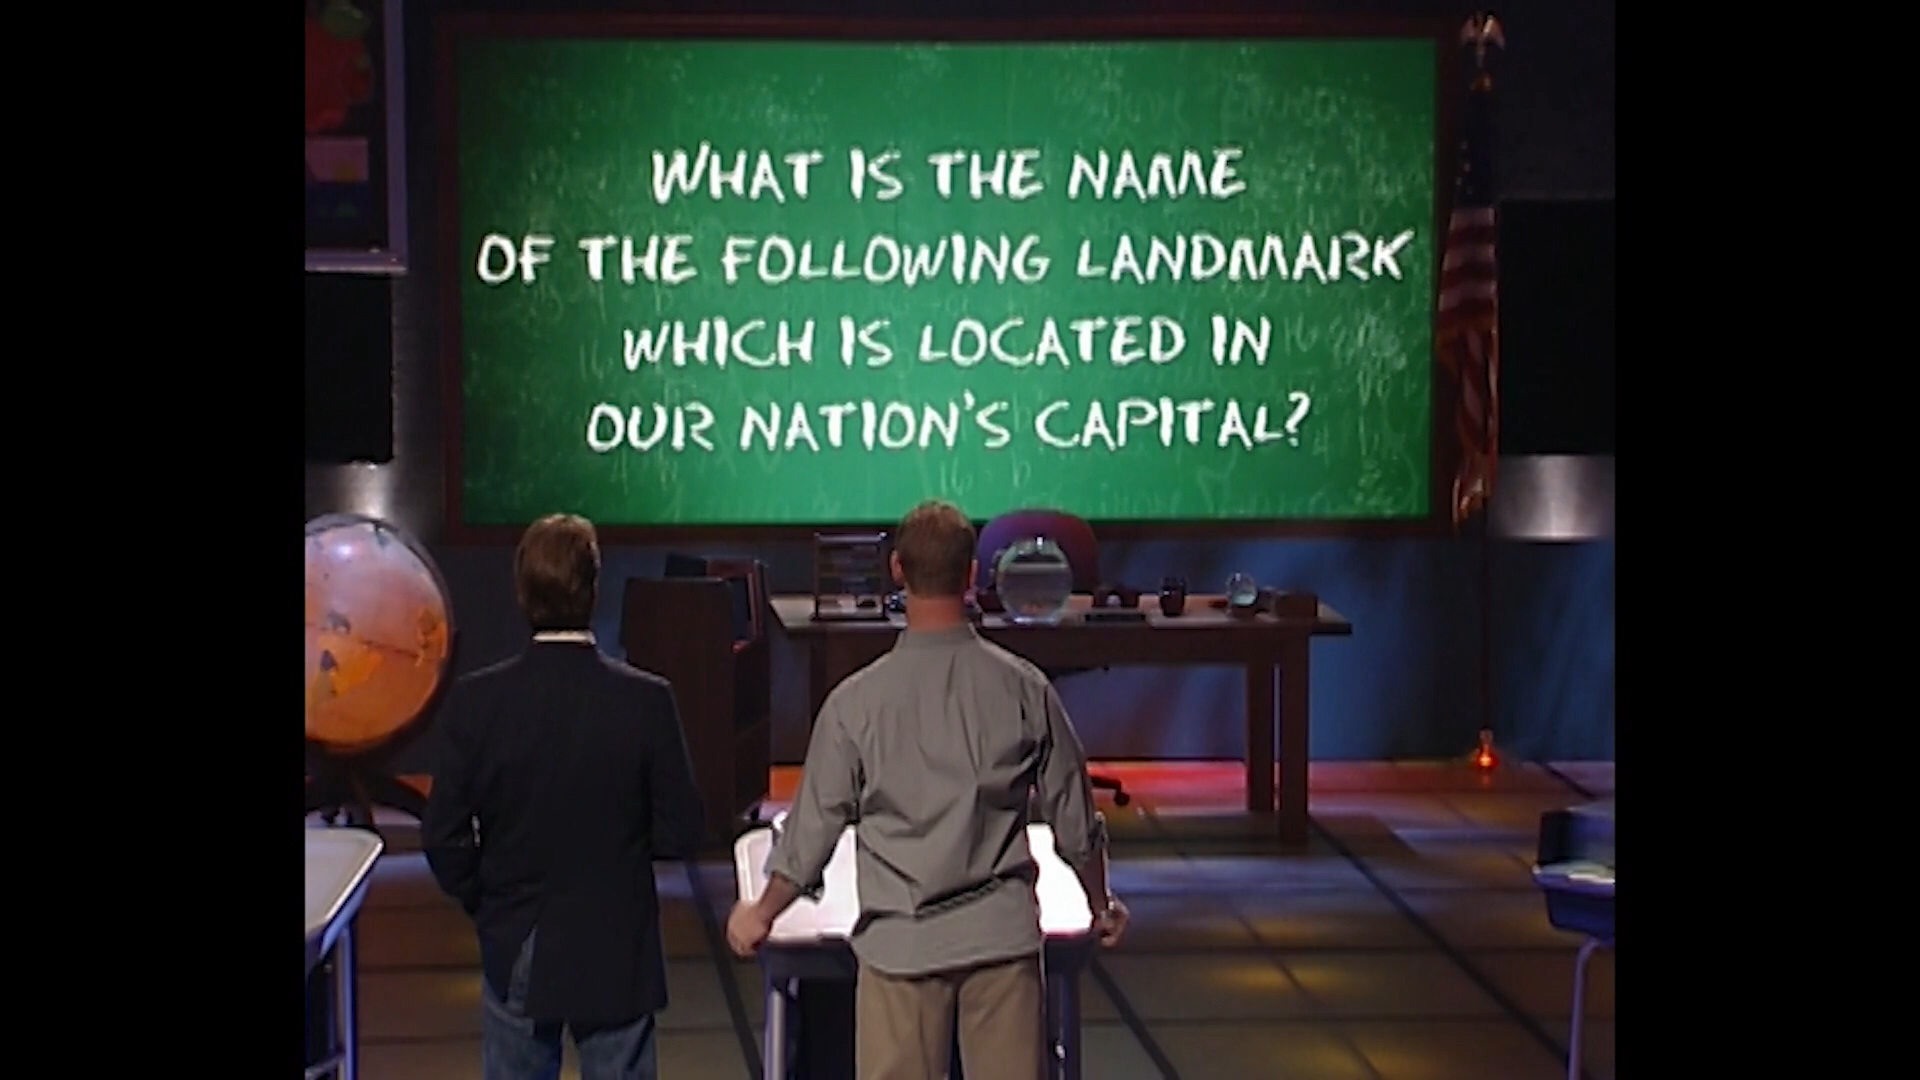 WHAT IS THE NAME
OF THE FOLLOWING LANDMARK
WHICH IS LOCATED IN
OUR NATION'S CAPITAL?